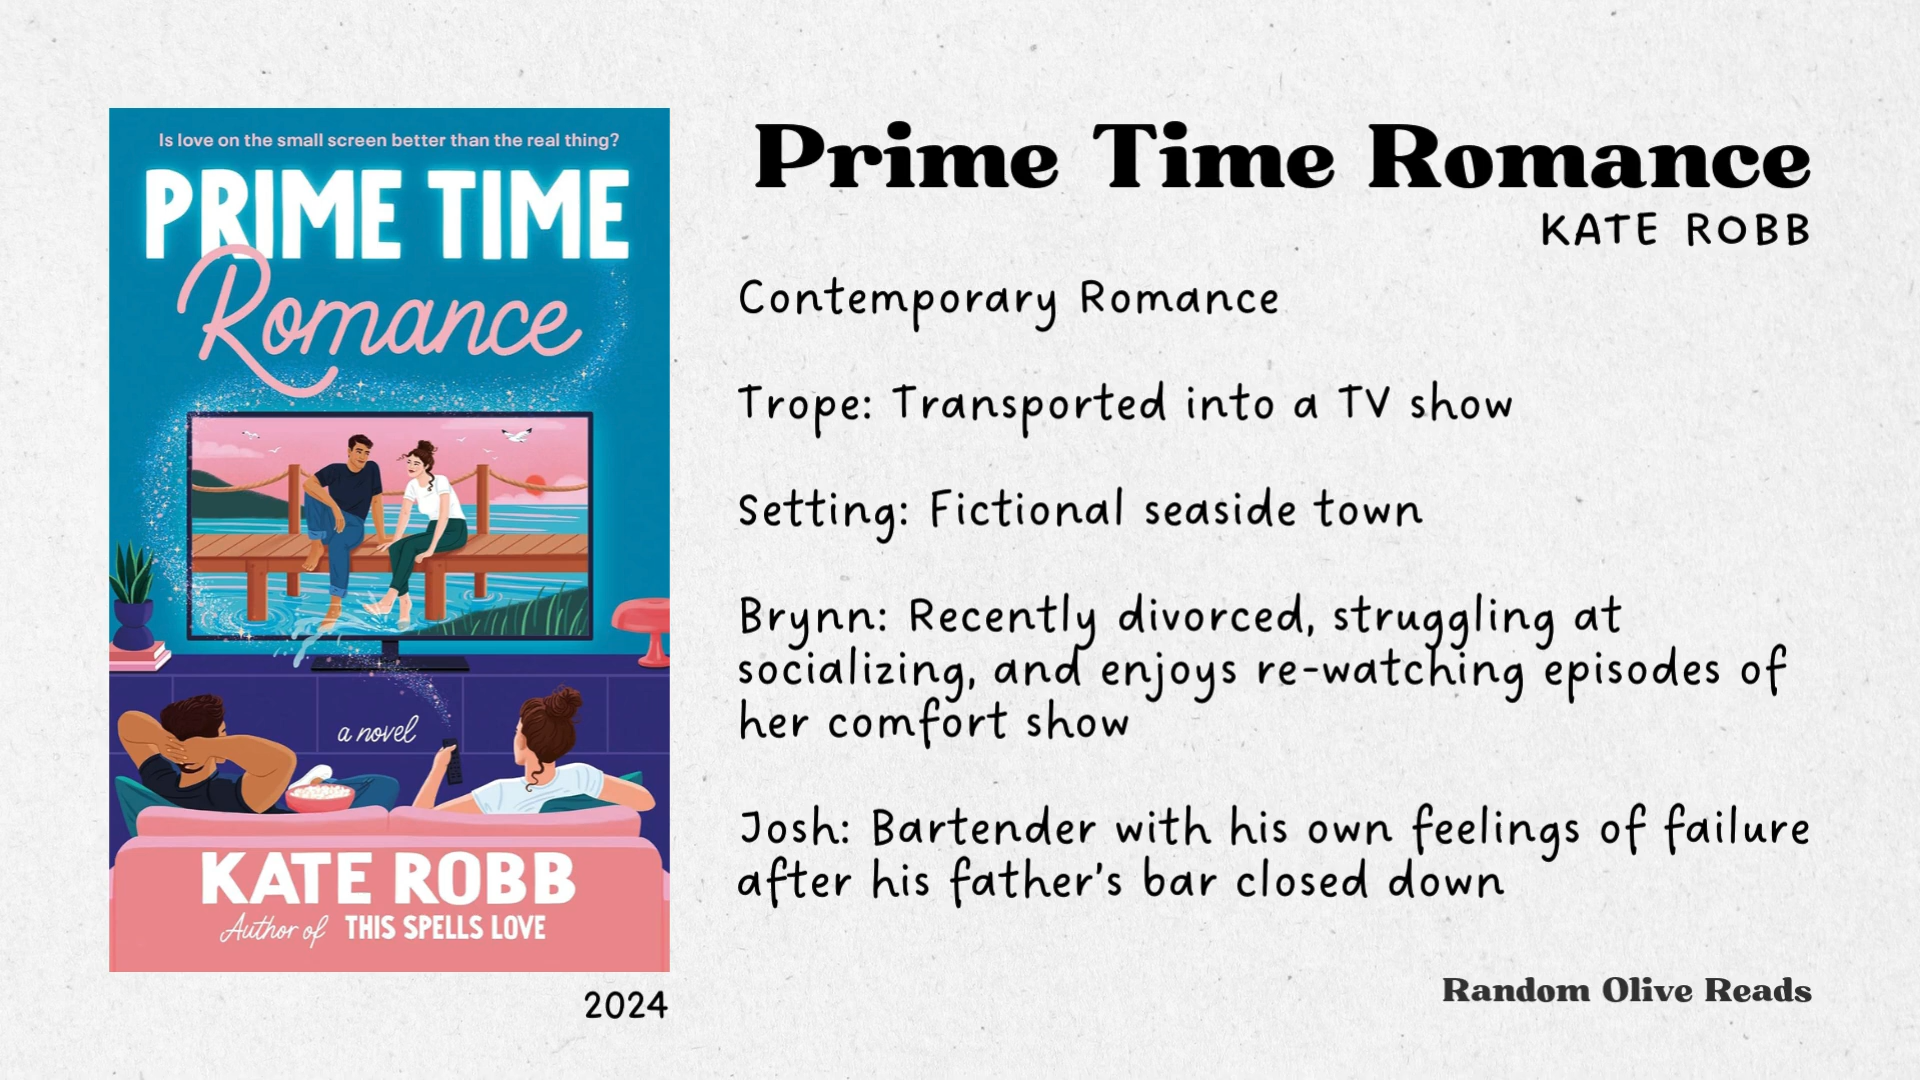 Is love on the small screen better than the real thing?
PRIME TIME
Romance
a novel
KATE ROBB
Author of THIS SPELLS LOVE
2024
Prime Time Romance
KATE ROBB
Contemporary Romance
Trope: Transported into a TV show
Setting: Fictional seaside town
Brynn: Recently divorced, struggling at
socializing, and enjoys re-watching episodes of
her comfort show
Josh: Bartender with his own feelings of failure
after his father's bar closed down
Random Olive Reads